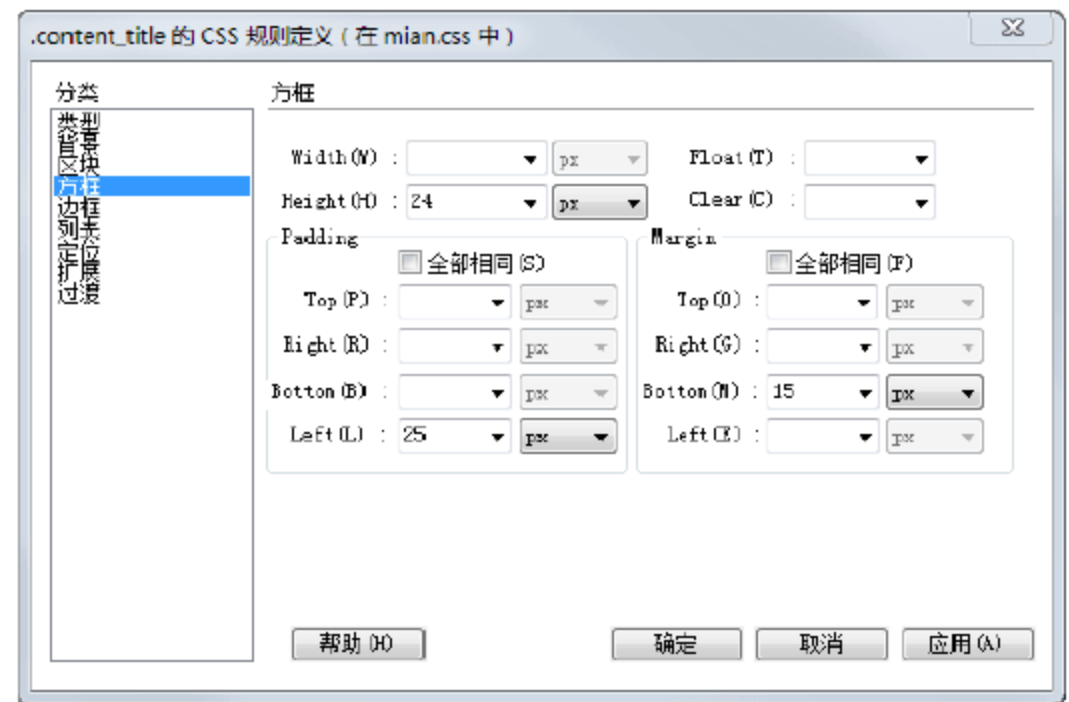 .content_title 的 CSS 规则定义（在 mian.css 中）
分类
类型
背景
区块
方框
边框
列表
定位
扩展
过渡
方框
Width(W) : px Float(T) :
Height(H) : 24 px Clear(C) :
Padding Margin
全部相同(S) 全部相同(F)
Top(P) : px Top(O) : px
Right(R) : px Right(G) : px
Botton(B) : px Botton(M) : 15 px
Left(L) : 25 px Left(E) : px
帮助(H) 确定 取消 应用(A)